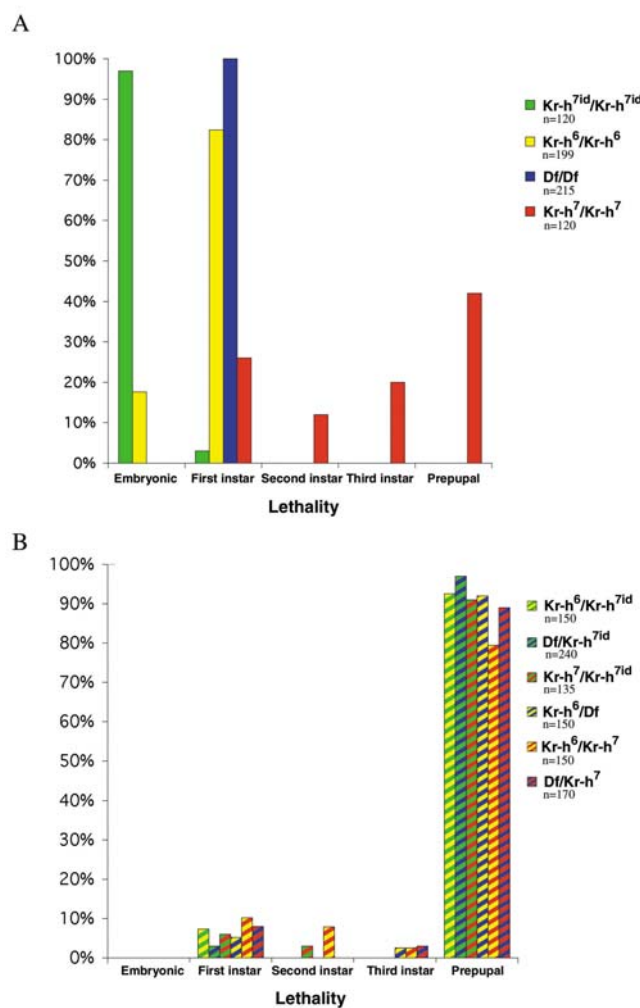 A
100%
90%
80%
70%
60%
50%
40%
30%
20%
10%
0%
Embryonic First instar Second instar Third instar Prepupal
Lethality
Kr-h7id/Kr-h7id
n=120
Kr-h6/Kr-h6
n=199
Df/Df
n=215
Kr-h7/Kr-h7
n=120
B
100%
90%
80%
70%
60%
50%
40%
30%
20%
10%
0%
Embryonic First instar Second instar Third instar Prepupal
Lethality
Kr-h6/Kr-h7id
n=150
Df/Kr-h7id
n=240
Kr-h7/Kr-h7id
n=135
Kr-h6/Df
n=150
Kr-h6/Kr-h7
n=150
Df/Kr-h7
n=170